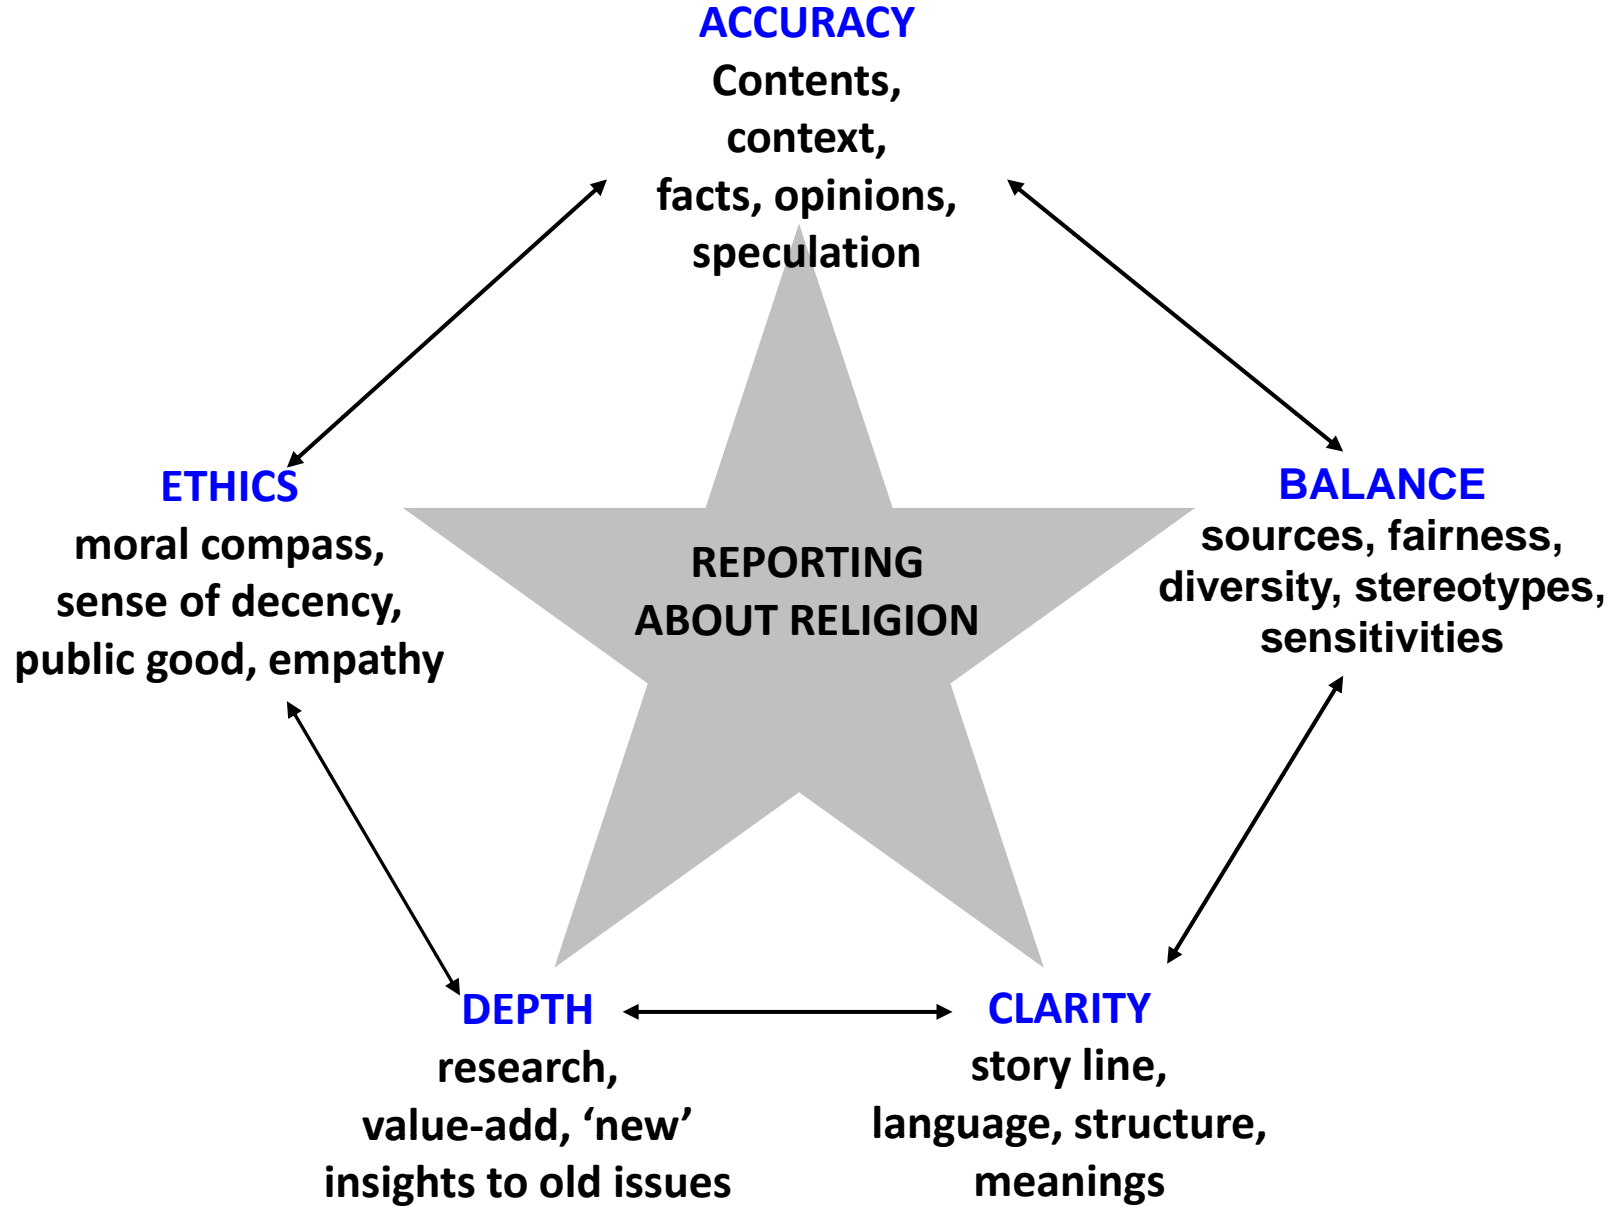 ACCURACY
Contents,
context,
facts, opinions,
speculation
ETHICS
moral compass,
sense of decency,
public good, empathy
REPORTING
ABOUT RELIGION
BALANCE
sources, fairness,
diversity, stereotypes,
sensitivities
DEPTH
research,
value-add, ‘new’
insights to old issues
CLARITY
story line,
language, structure,
meanings